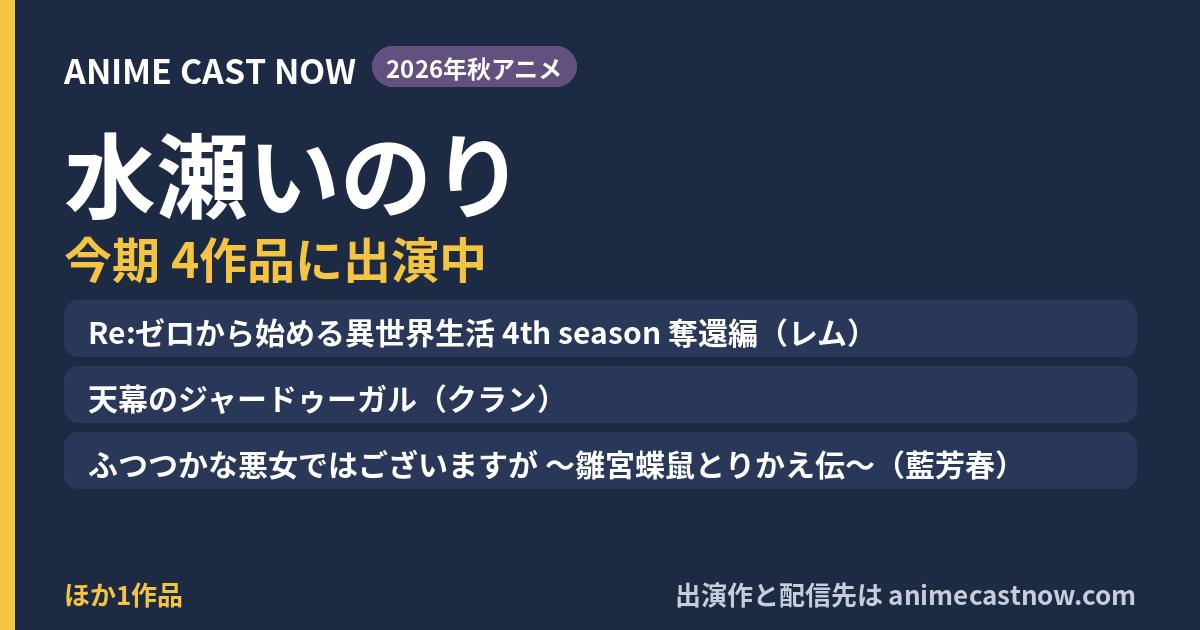 ANIME CAST NOW 2026年秋アニメ
水瀬いのり
今期 4作品に出演中
Re:ゼロから始める異世界生活 4th season 奪還編（レム）
天幕のジャードゥーガル（クラン）
ふつつかな悪女ではございますが ～雛宮蝶鼠とりかえ伝～（藍芳春）
ほか1作品
出演作と配信先は animecastnow.com